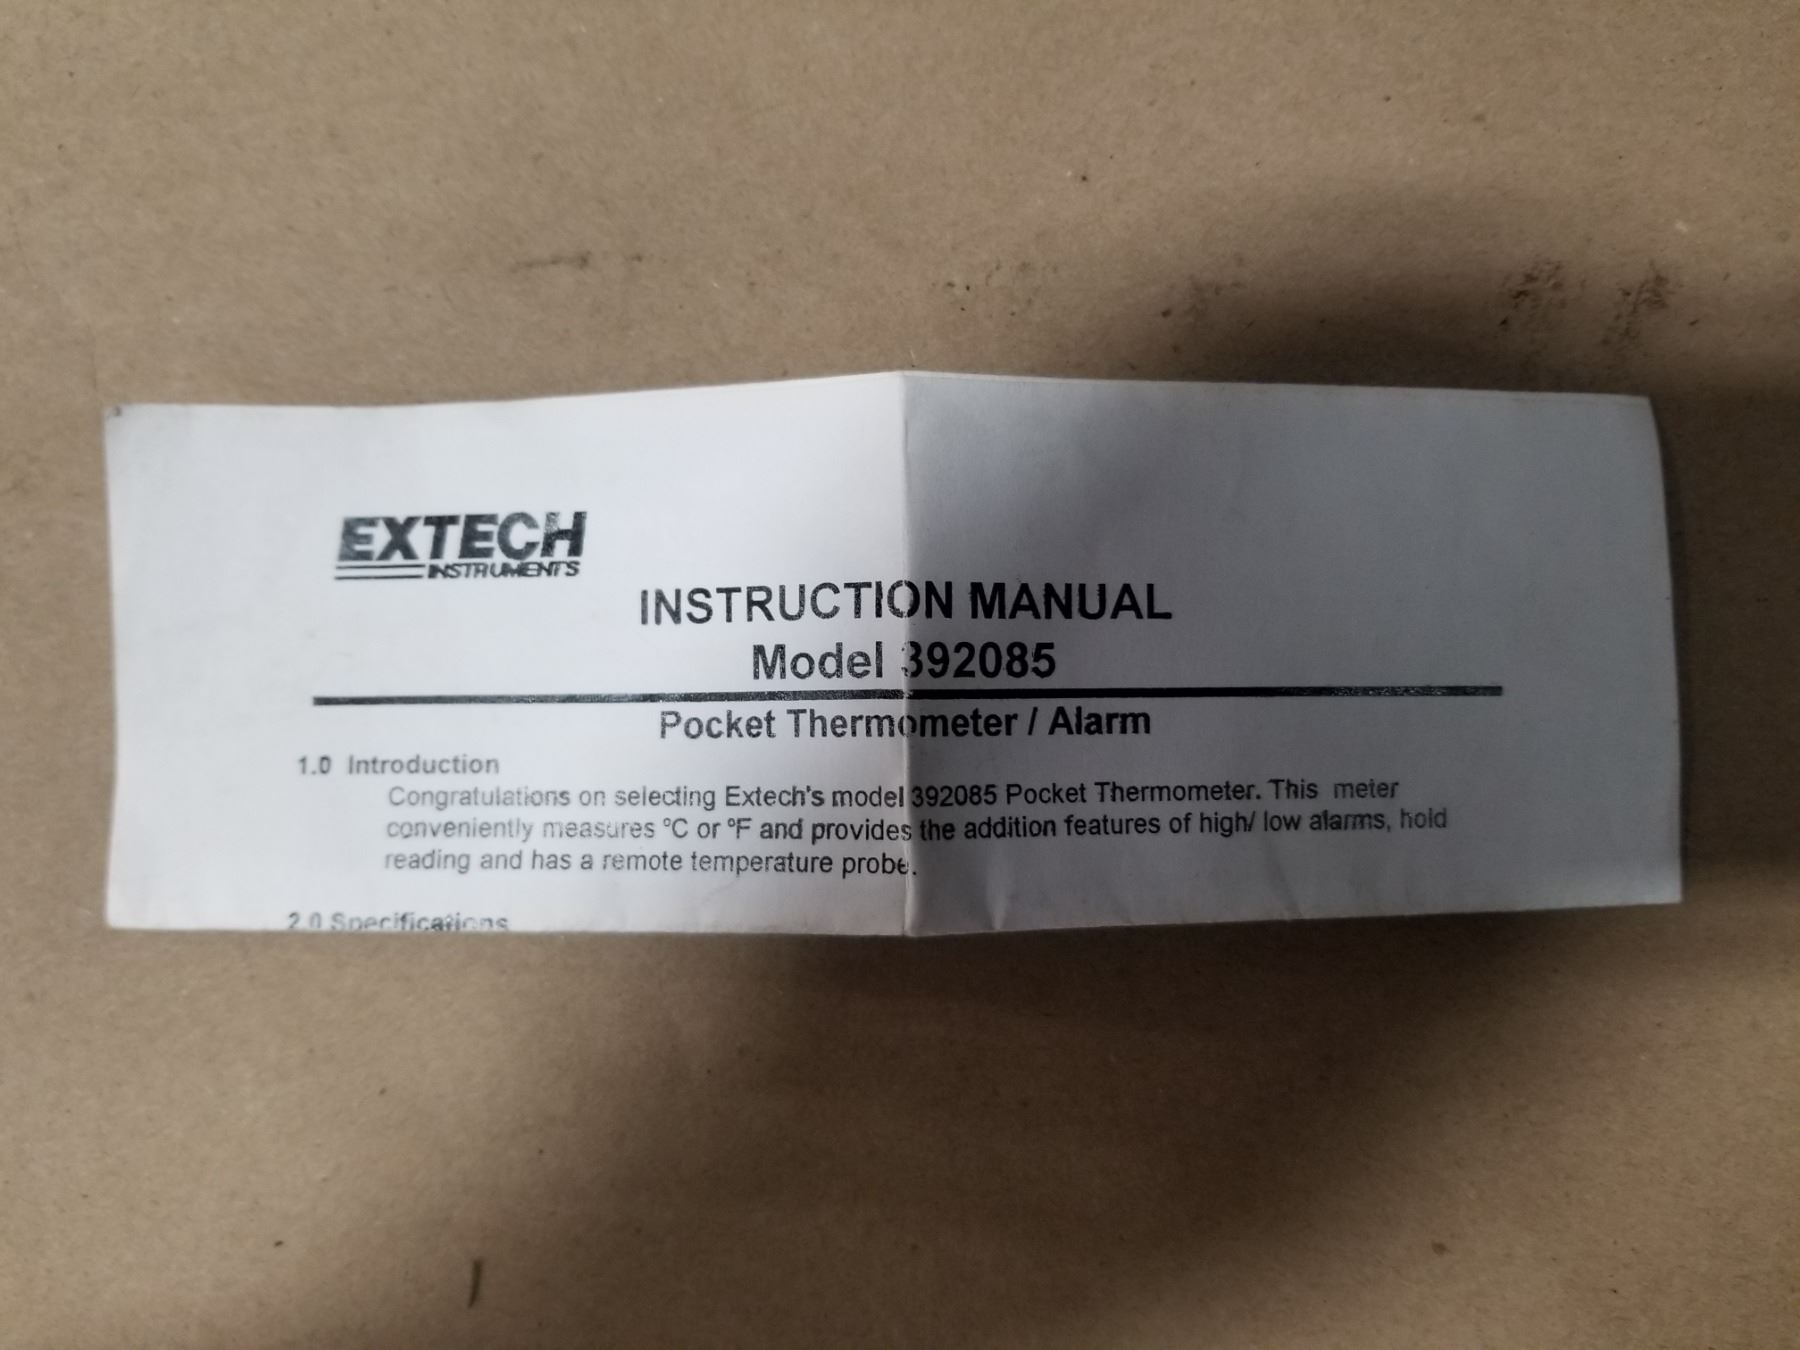 EXTECH
INSTRUMENTS
INSTRUCTION MANUAL
Model 392085
Pocket Thermometer / Alarm
1.0 Introduction
Congratulations on selecting Extech's model 392085 Pocket Thermometer. This meter
conveniently measures °C or °F and provides the addition features of high/ low alarms, hold
reading and has a remote temperature probe.
2.0 Specifications